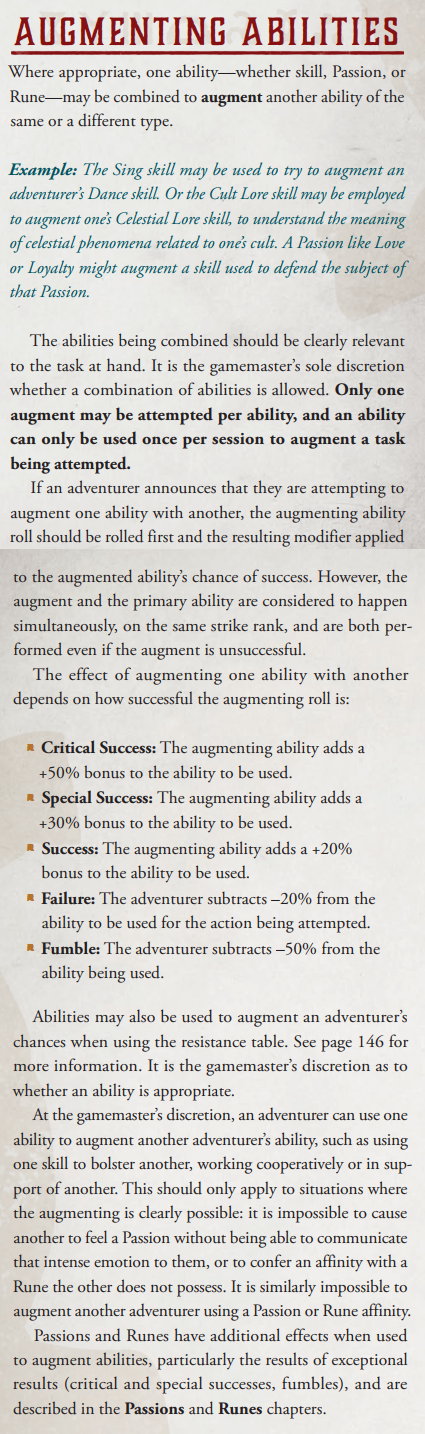 AUGMENTING ABILITIES
Where appropriate, one ability—whether skill, Passion, or
Rune—may be combined to augment another ability of the
same or a different type.
Example: The Sing skill may be used to try to augment an
adventurer's Dance skill. Or the Cult Lore skill may be employed
to augment one's Celestial Lore skill, to understand the meaning
of celestial phenomena related to one's cult. A Passion like Love
or Loyalty might augment a skill used to defend the subject of
that Passion.
The abilities being combined should be clearly relevant
to the task at hand. It is the gamemaster's sole discretion
whether a combination of abilities is allowed. Only one
augment may be attempted per ability, and an ability
can only be used once per session to augment a task
being attempted.
If an adventurer announces that they are attempting to
augment one ability with another, the augmenting ability
roll should be rolled first and the resulting modifier applied
to the augmented ability's chance of success. However, the
augment and the primary ability are considered to happen
simultaneously, on the same strike rank, and are both per-
formed even if the augment is unsuccessful.
The effect of augmenting one ability with another
depends on how successful the augmenting roll is:
Critical Success: The augmenting ability adds a
+50% bonus to the ability to be used.
Special Success: The augmenting ability adds a
+30% bonus to the ability to be used.
Success: The augmenting ability adds a +20%
bonus to the ability to be used.
Failure: The adventurer subtracts –20% from the
ability to be used for the action being attempted.
Fumble: The adventurer subtracts –50% from the
ability being used.
Abilities may also be used to augment an adventurer's
chances when using the resistance table. See page 146 for
more information. It is the gamemaster's discretion as to
whether an ability is appropriate.
At the gamemaster's discretion, an adventurer can use one
ability to augment another adventurer's ability, such as using
one skill to bolster another, working cooperatively or in sup-
port of another. This should only apply to situations where
the augmenting is clearly possible: it is impossible to cause
another to feel a Passion without being able to communicate
that intense emotion to them, or to confer an affinity with a
Rune the other does not possess. It is similarly impossible to
augment another adventurer using a Passion or Rune affinity.
Passions and Runes have additional effects when used
to augment abilities, particularly the results of exceptional
results (critical and special successes, fumbles), and are
described in the Passions and Runes chapters.